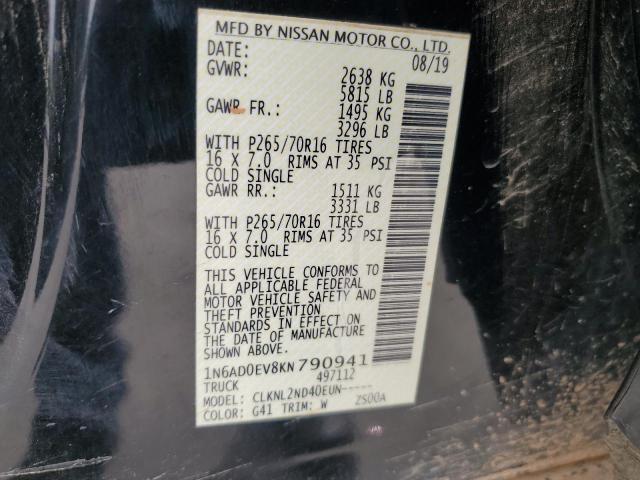 MFD BY NISSAN MOTOR CO., LTD.
DATE: 08/19
GVWR: 2638 KG
5815 LB
GAWR FR.: 1495 KG
3296 LB
WITH P265/70R16 TIRES
16 X 7.0 RIMS AT 35 PSI
COLD SINGLE
GAWR RR.: 1511 KG
3331 LB
WITH P265/70R16 TIRES
16 X 7.0 RIMS AT 35 PSI
COLD SINGLE
THIS VEHICLE CONFORMS TO
ALL APPLICABLE FEDERAL
MOTOR VEHICLE SAFETY AND
THEFT PREVENTION
STANDARDS IN EFFECT ON
THE DATE OF MANUFACTURE
SHOWN ABOVE.
1N6AD0EV8KN790941
TRUCK 497112
MODEL: CLKNL2ND40EUN-----
COLOR: G41 TRIM: W ZS00A